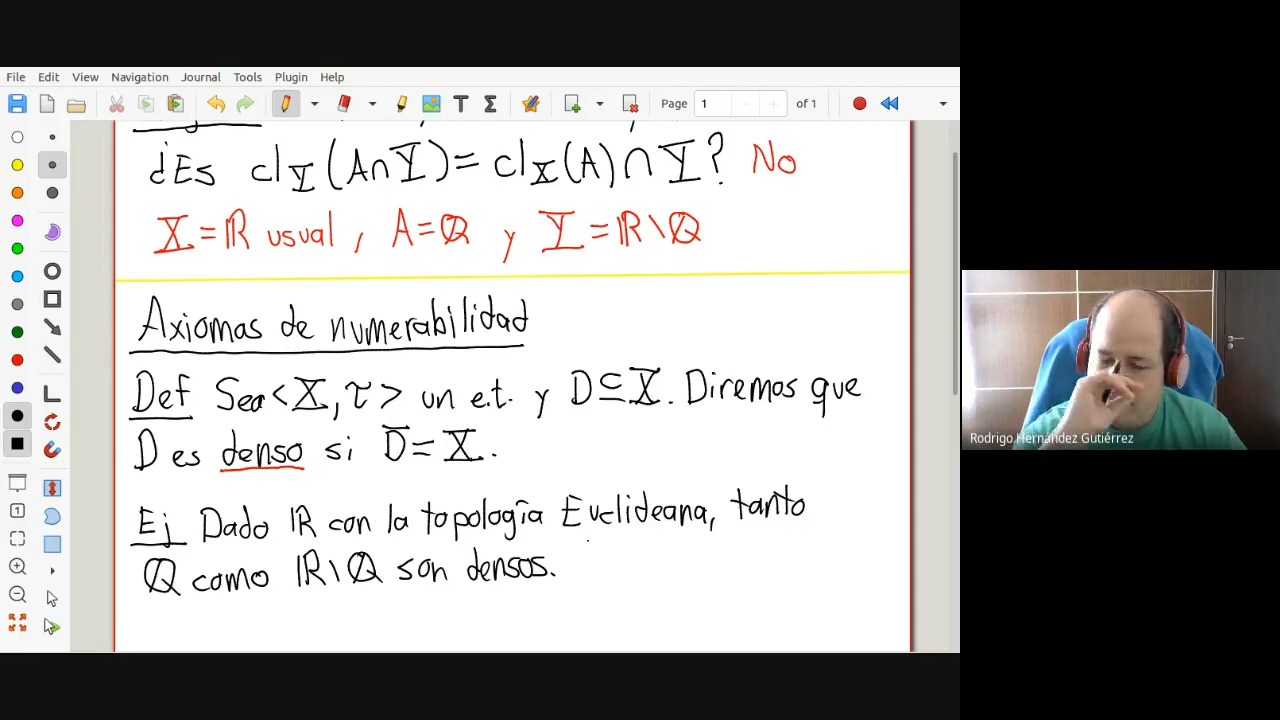 File Edit View Navigation Journal Tools Plugin Help
Page 1 of 1
¿Es cl_Y(A∩Y)=cl_X(A)∩Y? No
X=ℝ usual, A=ℚ y Y=ℝ\ℚ
Axiomas de numerabilidad
Def Sea <X,τ> un e.t. y D⊆X. Diremos que
D es denso si D̅=X.
Ej Dado ℝ con la topología Euclideana, tanto
ℚ como ℝ\ℚ son densos.
Rodrigo Hernández Gutiérrez